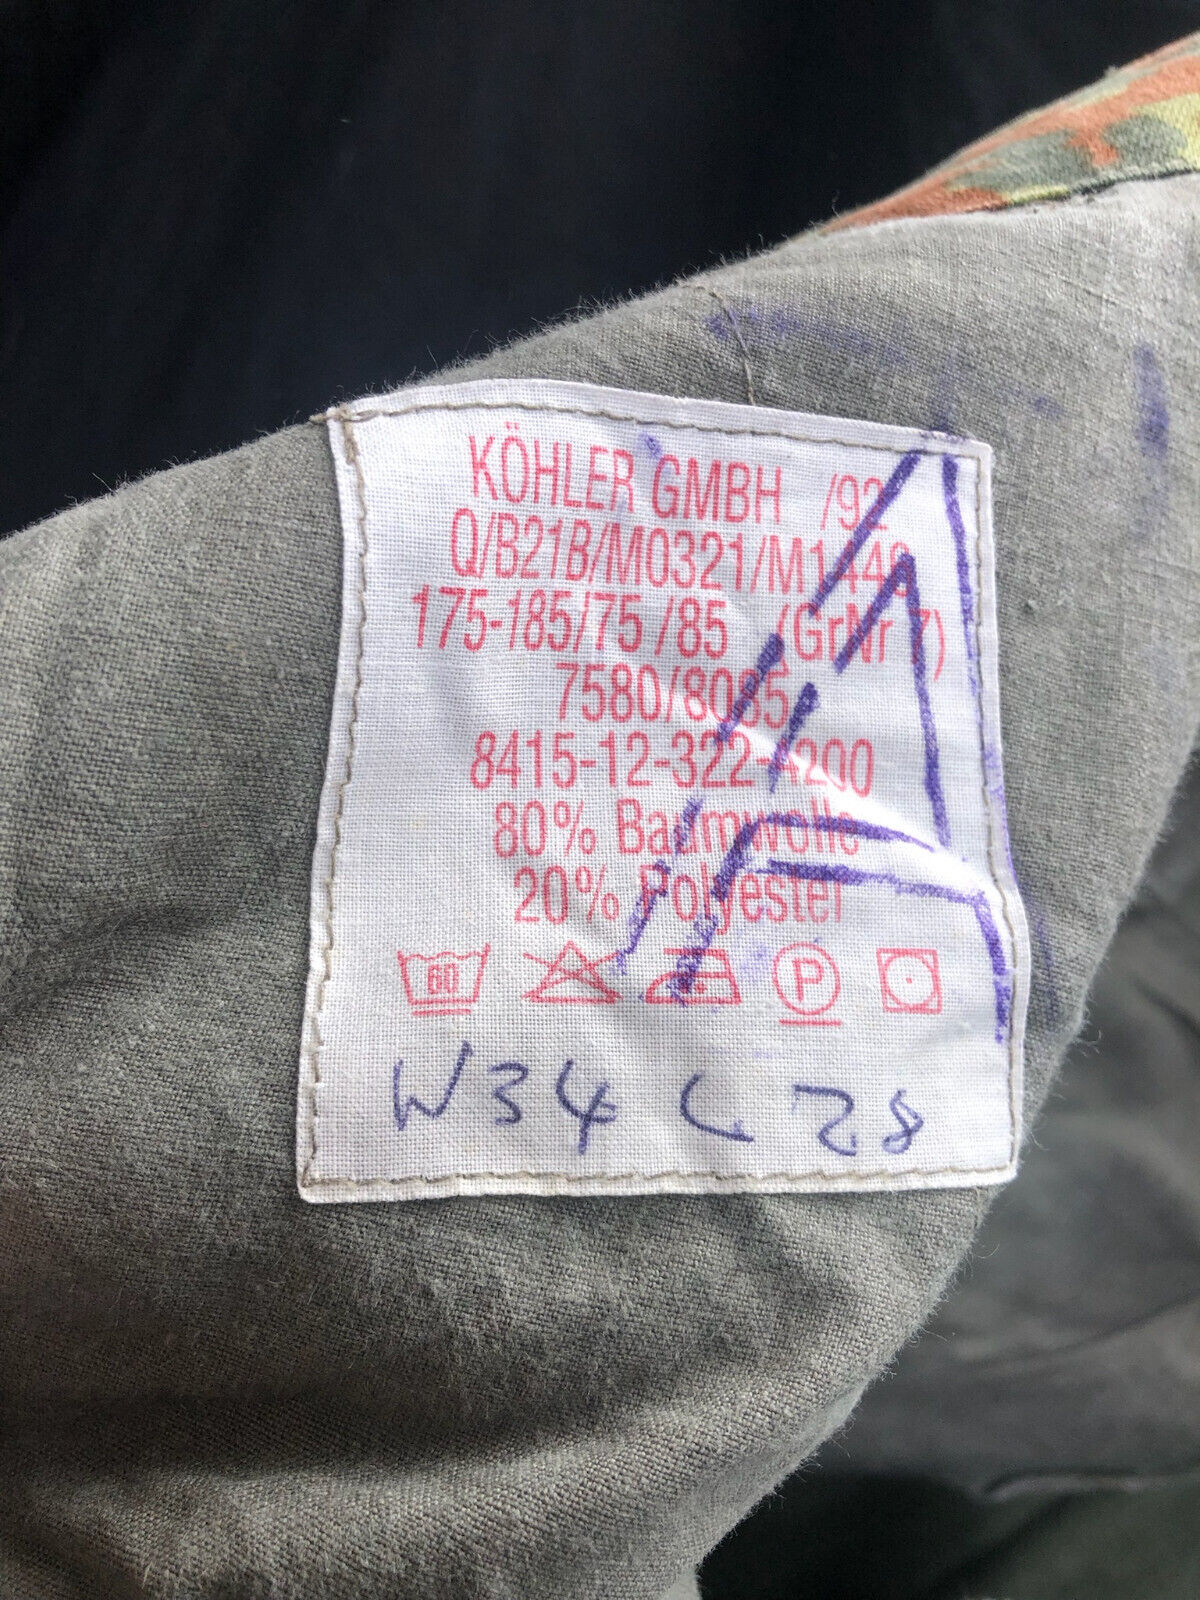 KÖHLER GMBH /92
Q/B21B/M0321/M1440
175-185/75 /85 (GrNr 7)
7580/8085
8415-12-322-4200
80% Baumwolle
20% Polyester
60 P
W34 L 28